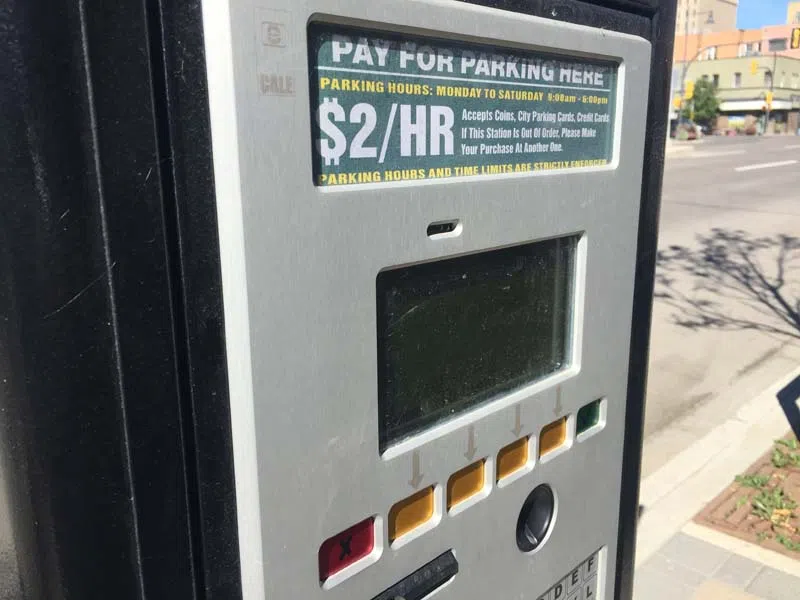 CALE
PAY FOR PARKING HERE
PARKING HOURS: MONDAY TO SATURDAY 9:00am - 6:00pm
$2/HR
Accepts Coins, City Parking Cards, Credit Cards
If This Station Is Out Of Order, Please Make
Your Purchase At Another One.
PARKING HOURS AND TIME LIMITS ARE STRICTLY ENFORCED
X
D E F
L